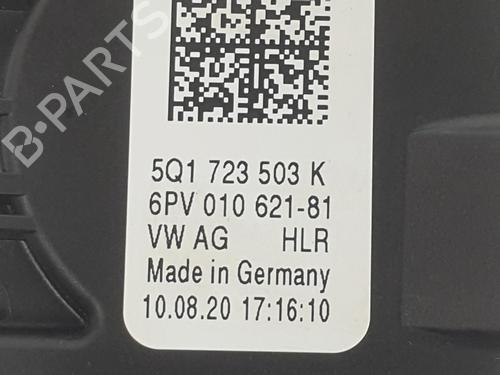 B-PARTS
5Q1 723 503 K
6PV 010 621-81
VW AG HLR
Made in Germany
10.08.20 17:16:10